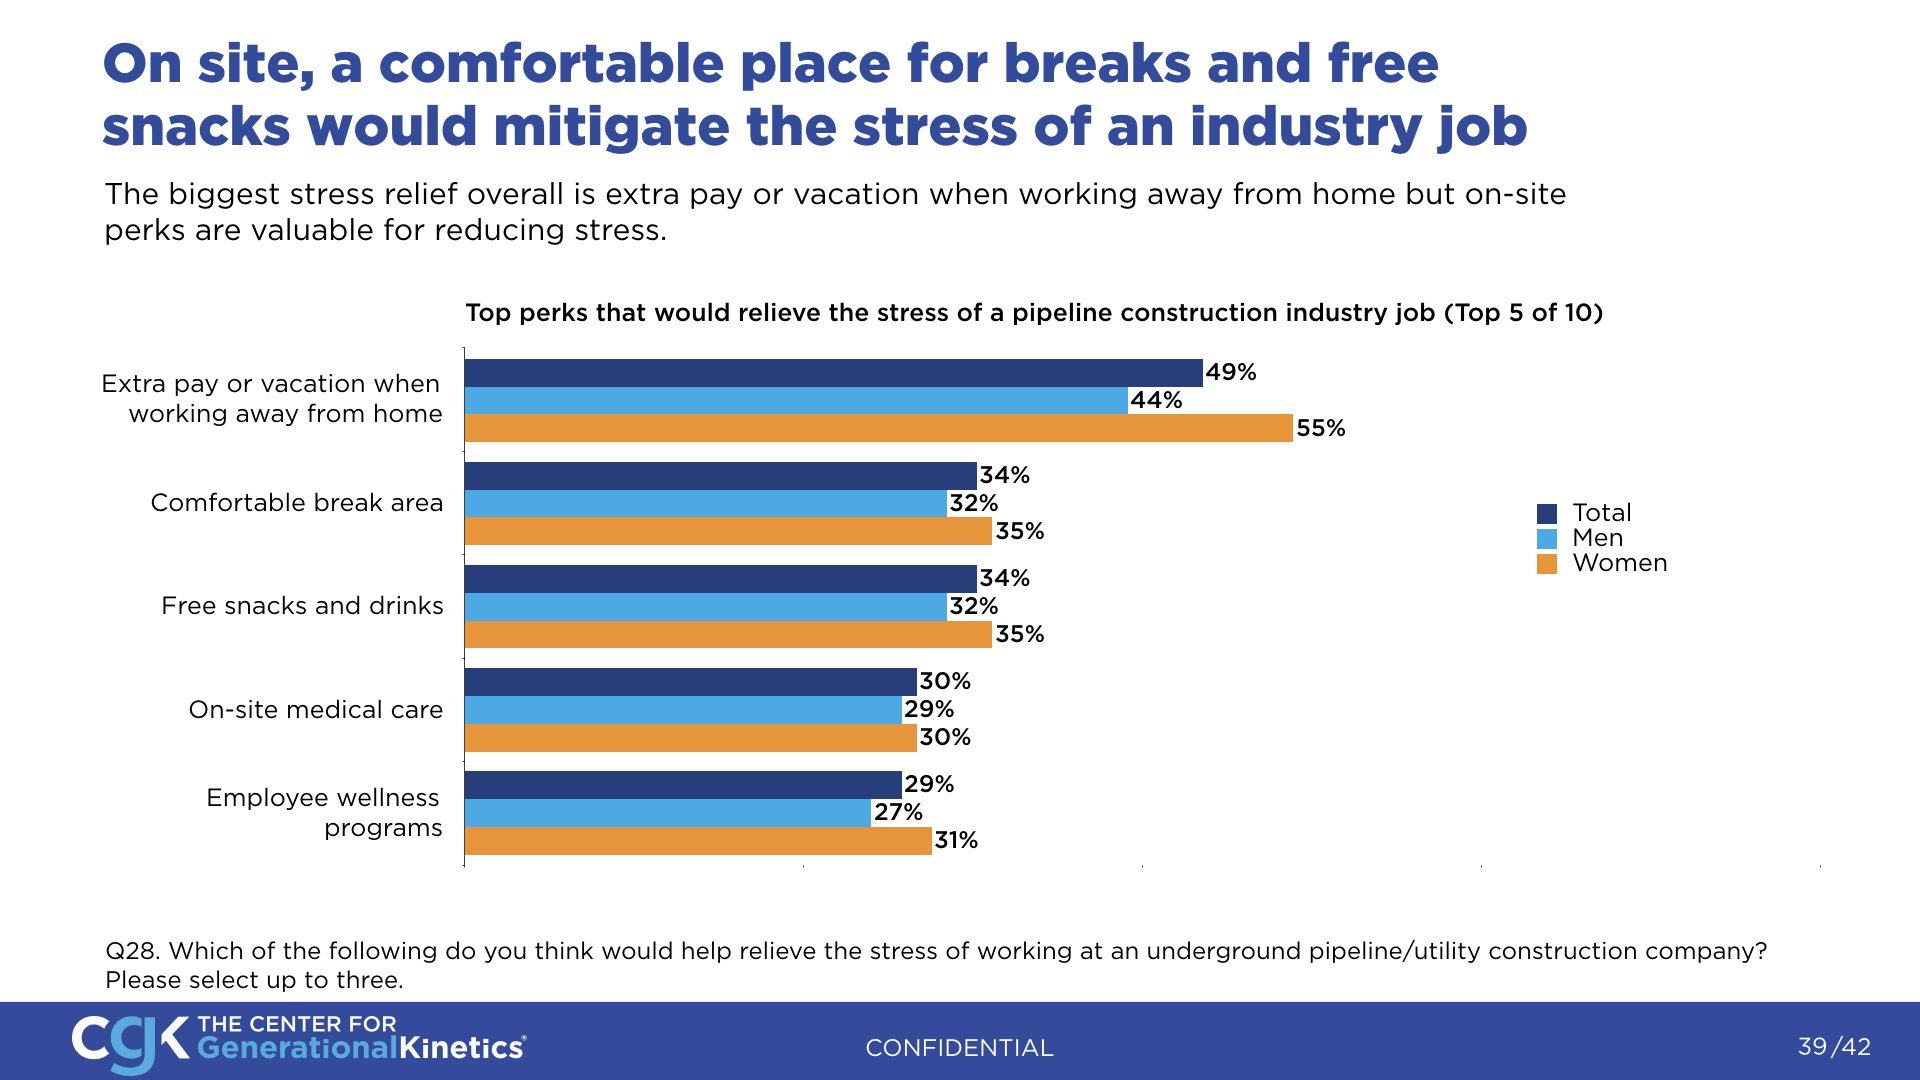 On site, a comfortable place for breaks and free
snacks would mitigate the stress of an industry job
The biggest stress relief overall is extra pay or vacation when working away from home but on-site
perks are valuable for reducing stress.
Top perks that would relieve the stress of a pipeline construction industry job (Top 5 of 10)
Extra pay or vacation when
working away from home
49%
44%
55%
Comfortable break area
34%
32%
35%
Free snacks and drinks
34%
32%
35%
On-site medical care
30%
29%
30%
Employee wellness
programs
29%
27%
31%
Total
Men
Women
Q28. Which of the following do you think would help relieve the stress of working at an underground pipeline/utility construction company?
Please select up to three.
cgk THE CENTER FOR
GenerationalKinetics®
CONFIDENTIAL
39/42